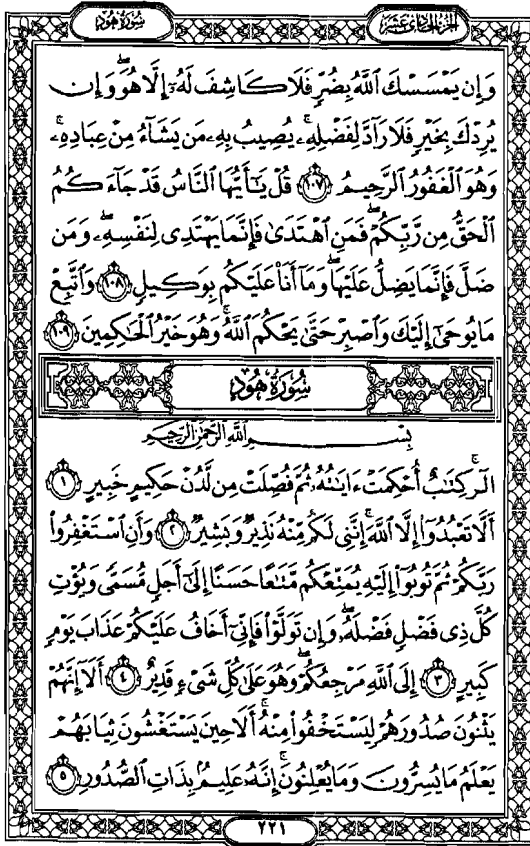 سُورَةُ هُودٍ
الجزء الحادي عشر
وَإِن يَمْسَسْكَ ٱللَّهُ بِضُرٍّ فَلَا كَاشِفَ لَهُۥٓ إِلَّا هُوَۖ وَإِن
يُرِدْكَ بِخَيْرٍ فَلَا رَآدَّ لِفَضْلِهِۦۚ يُصِيبُ بِهِۦ مَن يَشَآءُ مِنْ عِبَادِهِۦۚ
وَهُوَ ٱلْغَفُورُ ٱلرَّحِيمُ ١٠٧ قُلْ يَٰٓأَيُّهَا ٱلنَّاسُ قَدْ جَآءَكُمُ
ٱلْحَقُّ مِن رَّبِّكُمْۖ فَمَنِ ٱهْتَدَىٰ فَإِنَّمَا يَهْتَدِى لِنَفْسِهِۦۖ وَمَن
ضَلَّ فَإِنَّمَا يَضِلُّ عَلَيْهَاۖ وَمَآ أَنَا۠ عَلَيْكُم بِوَكِيلٍ ١٠٨ وَٱتَّبِعْ
مَا يُوحَىٰٓ إِلَيْكَ وَٱصْبِرْ حَتَّىٰ يَحْكُمَ ٱللَّهُۚ وَهُوَ خَيْرُ ٱلْحَٰكِمِينَ ١٠٩
سُورَةُ هُودٍ
بِسْمِ ٱللَّهِ ٱلرَّحْمَٰنِ ٱلرَّحِيمِ
الٓرۚ كِتَٰبٌ أُحْكِمَتْ ءَايَٰتُهُۥ ثُمَّ فُصِّلَتْ مِن لَّدُنْ حَكِيمٍ خَبِيرٍ ١
أَلَّا تَعْبُدُوٓا۟ إِلَّا ٱللَّهَۚ إِنَّنِى لَكُم مِّنْهُ نَذِيرٌ وَبَشِيرٌ ٢ وَأَنِ ٱسْتَغْفِرُوا۟
رَبَّكُمْ ثُمَّ تُوبُوٓا۟ إِلَيْهِ يُمَتِّعْكُم مَّتَٰعًا حَسَنًا إِلَىٰٓ أَجَلٍ مُّسَمًّى وَيُؤْتِ
كُلَّ ذِى فَضْلٍ فَضْلَهُۥۖ وَإِن تَوَلَّوْا۟ فَإِنِّىٓ أَخَافُ عَلَيْكُمْ عَذَابَ يَوْمٍ
كَبِيرٍ ٣ إِلَى ٱللَّهِ مَرْجِعُكُمْۖ وَهُوَ عَلَىٰ كُلِّ شَىْءٍ قَدِيرٌ ٤ أَلَآ إِنَّهُمْ
يَثْنُونَ صُدُورَهُمْ لِيَسْتَخْفُوا۟ مِنْهُۚ أَلَا حِينَ يَسْتَغْشُونَ ثِيَابَهُمْ
يَعْلَمُ مَا يُسِرُّونَ وَمَا يُعْلِنُونَۚ إِنَّهُۥ عَلِيمٌۢ بِذَاتِ ٱلصُّدُورِ ٥
٢٢١